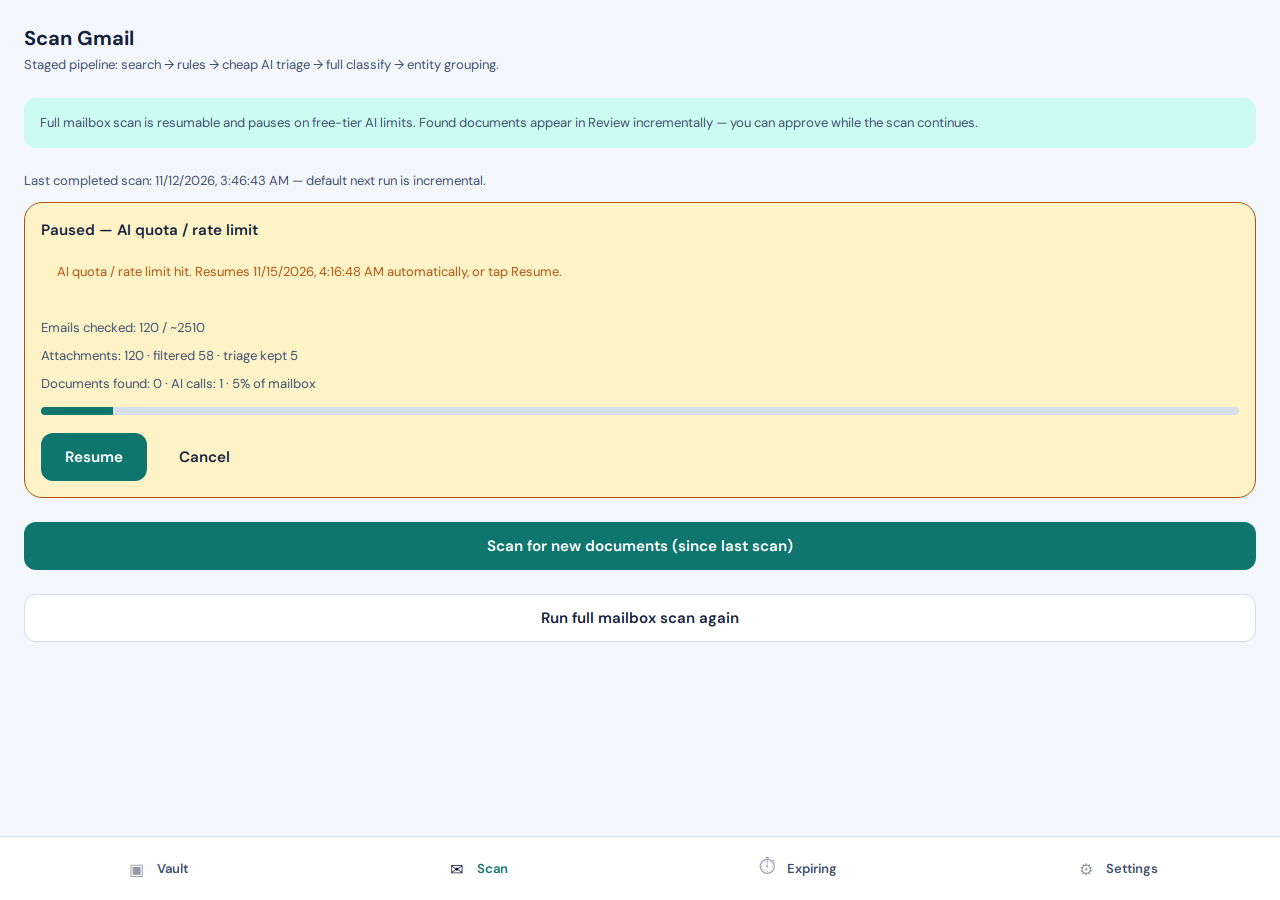 Scan Gmail
Staged pipeline: search → rules → cheap AI triage → full classify → entity grouping.
Full mailbox scan is resumable and pauses on free-tier AI limits. Found documents appear in Review incrementally — you can approve while the scan continues.
Last completed scan: 11/12/2026, 3:46:43 AM — default next run is incremental.
Paused — AI quota / rate limit
AI quota / rate limit hit. Resumes 11/15/2026, 4:16:48 AM automatically, or tap Resume.
Emails checked: 120 / ~2510
Attachments: 120 · filtered 58 · triage kept 5
Documents found: 0 · AI calls: 1 · 5% of mailbox
Resume Cancel
Scan for new documents (since last scan)
Run full mailbox scan again
Vault Scan Expiring Settings